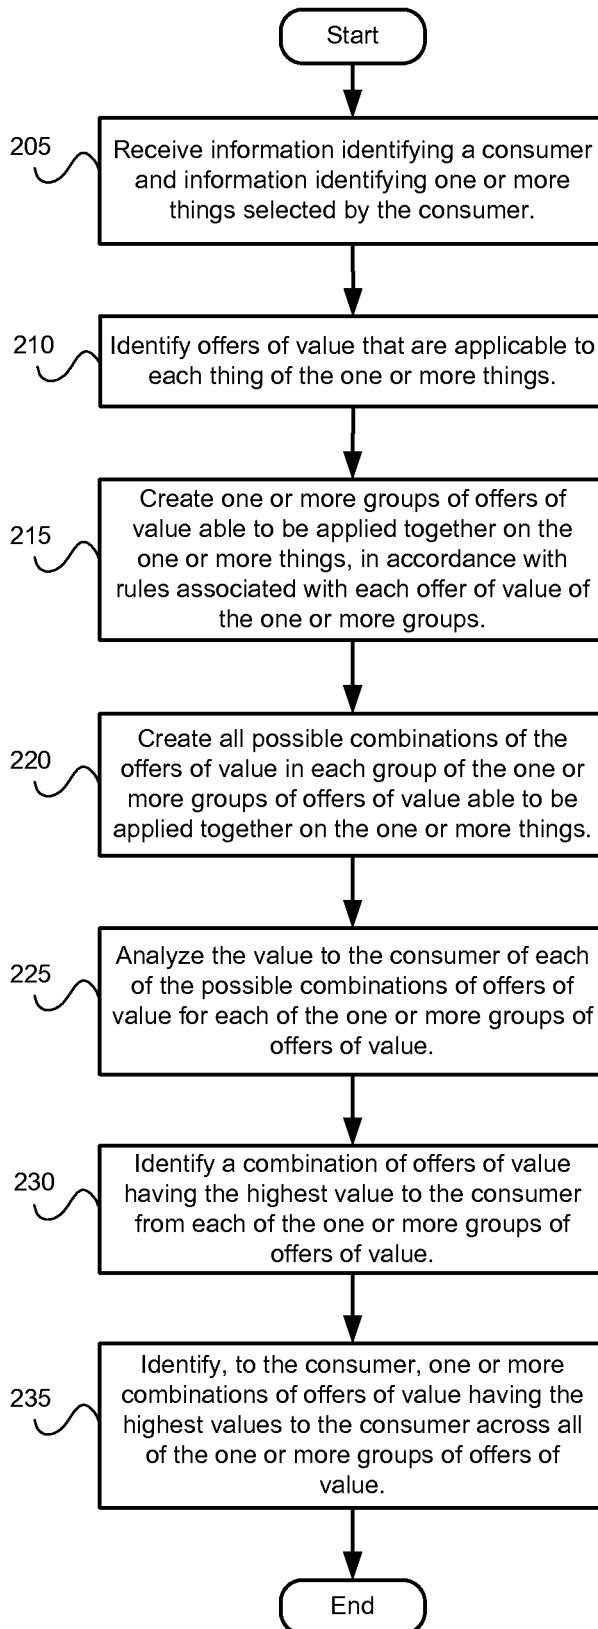 Start
205
Receive information identifying a consumer
and information identifying one or more
things selected by the consumer.
210
Identify offers of value that are applicable to
each thing of the one or more things.
215
Create one or more groups of offers of
value able to be applied together on the
one or more things, in accordance with
rules associated with each offer of value of
the one or more groups.
220
Create all possible combinations of the
offers of value in each group of the one or
more groups of offers of value able to be
applied together on the one or more things.
225
Analyze the value to the consumer of each
of the possible combinations of offers of
value for each of the one or more groups of
offers of value.
230
Identify a combination of offers of value
having the highest value to the consumer
from each of the one or more groups of
offers of value.
235
Identify, to the consumer, one or more
combinations of offers of value having the
highest values to the consumer across all
of the one or more groups of offers of
value.
End